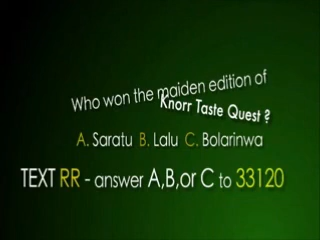 Who won the maiden edition of
Knorr Taste Quest ?
A. Saratu B. Lalu C. Bolarinwa
TEXT RR - answer A,B,or C to 33120